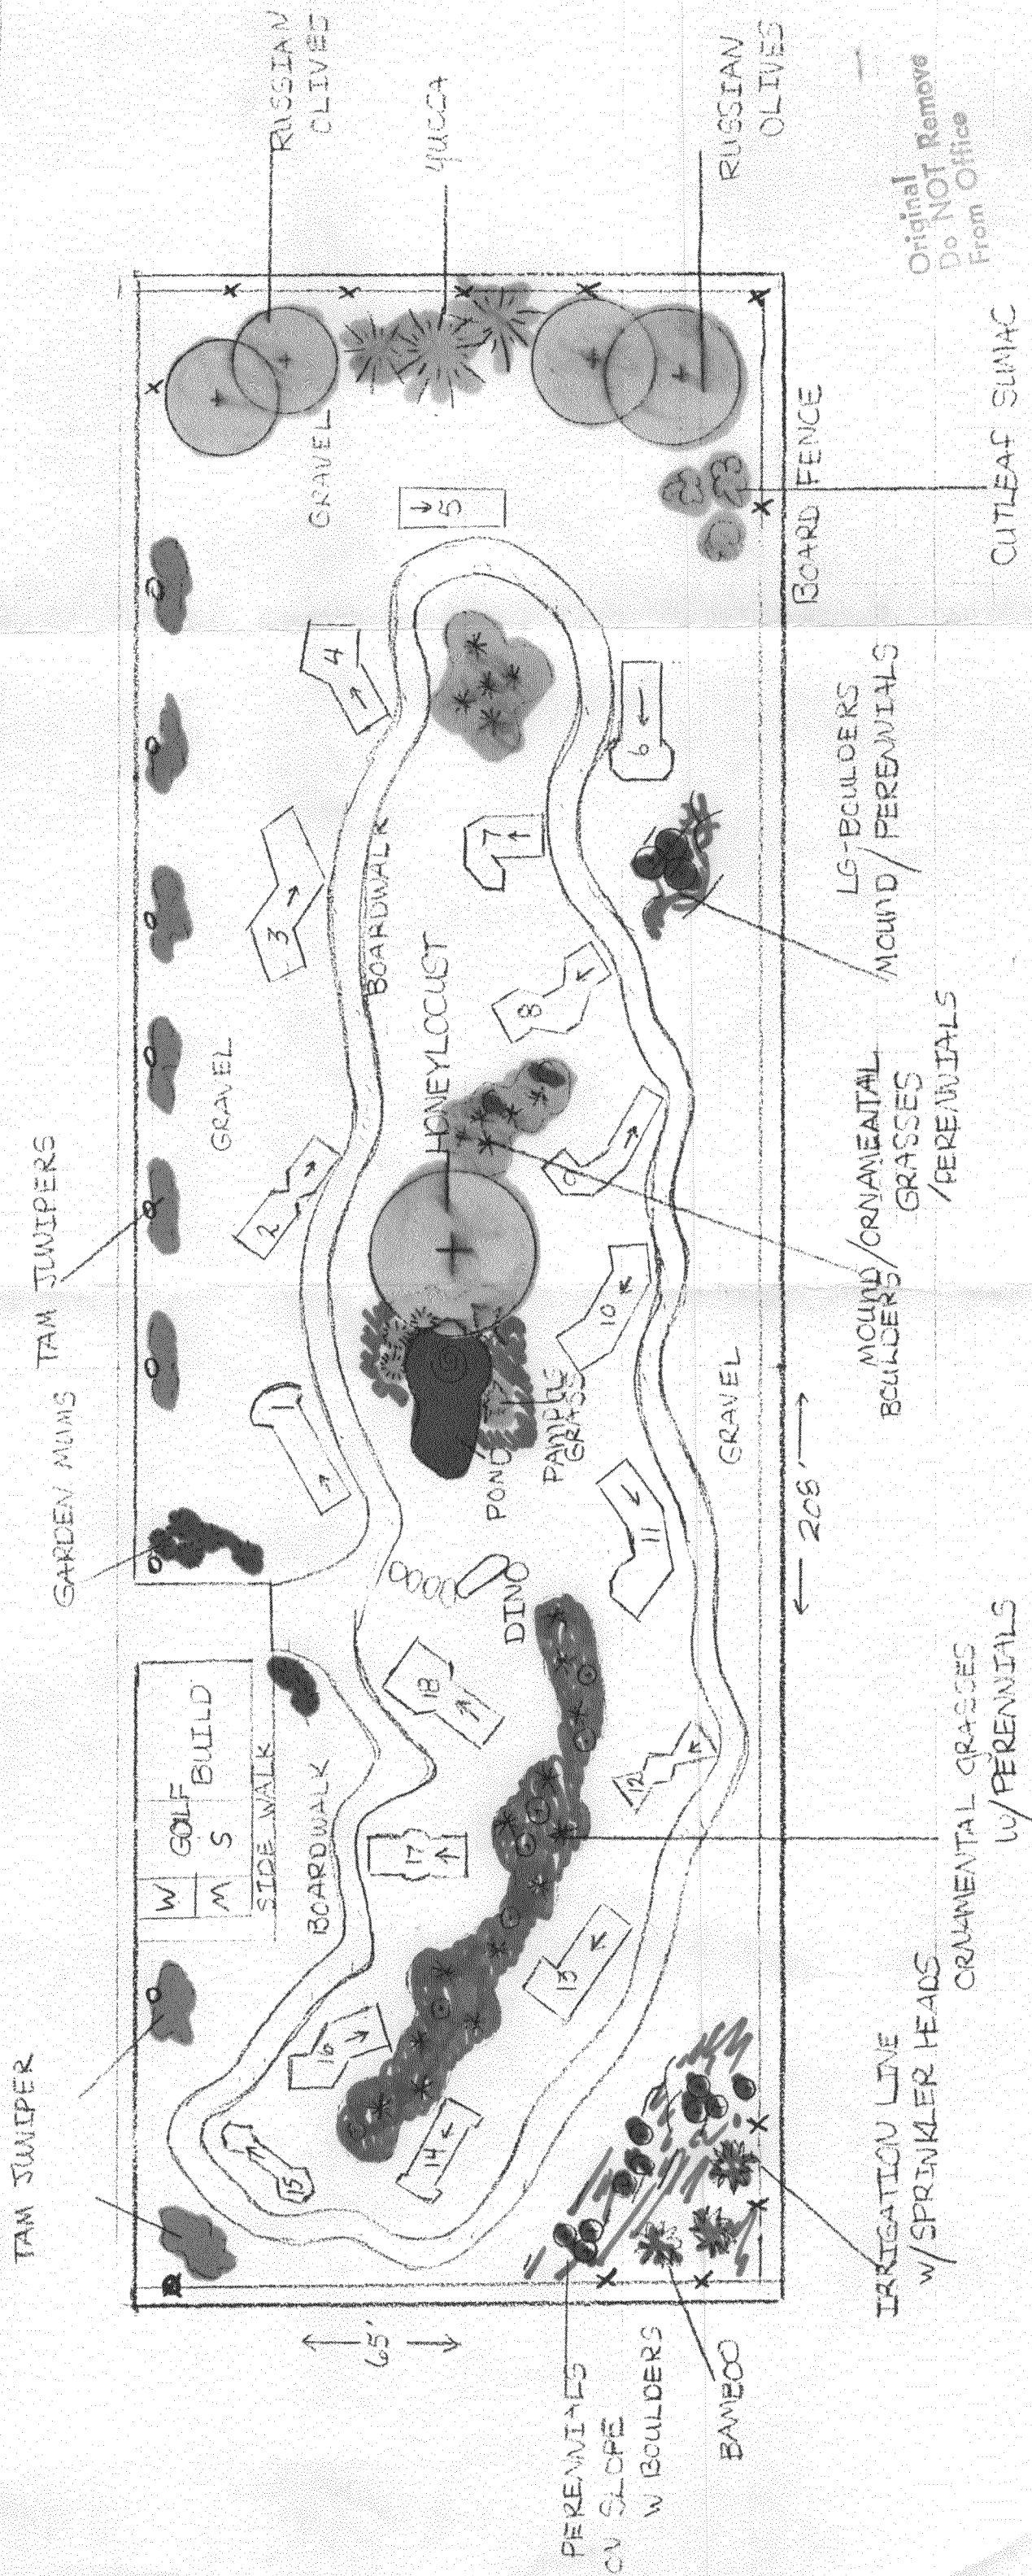 TAM JUNIPER
GARDEN MUMS
TAM JUNIPERS
RUSSIAN
OLIVES
YUCCA
RUSSIAN
OLIVES
Original
Do NOT Remove
From Office
W
GOLF
BUILD
M
S
SIDE WALK
BOARDWALK
GRAVEL
GRAVEL
BOARDWALK
HONEYLOCUST
1
2
3
4
5
6
7
8
9
10
11
12
13
14
15
16
17
18
DINO
POND
PAMPUS
GRASS
GRAVEL
65'
208'
BOARD FENCE
PERENNIALS
ON SLOPE
W BOULDERS
BAMBOO
IRRIGATION LINE
W/SPRINKLER HEADS
ORNAMENTAL GRASSES
W/PERENNIALS
MOUND/ORNAMENTAL
BOULDERS/ GRASSES
/PERENNIALS
LG-BOULDERS
MOUND/PERENNIALS
CUTLEAF SUMAC